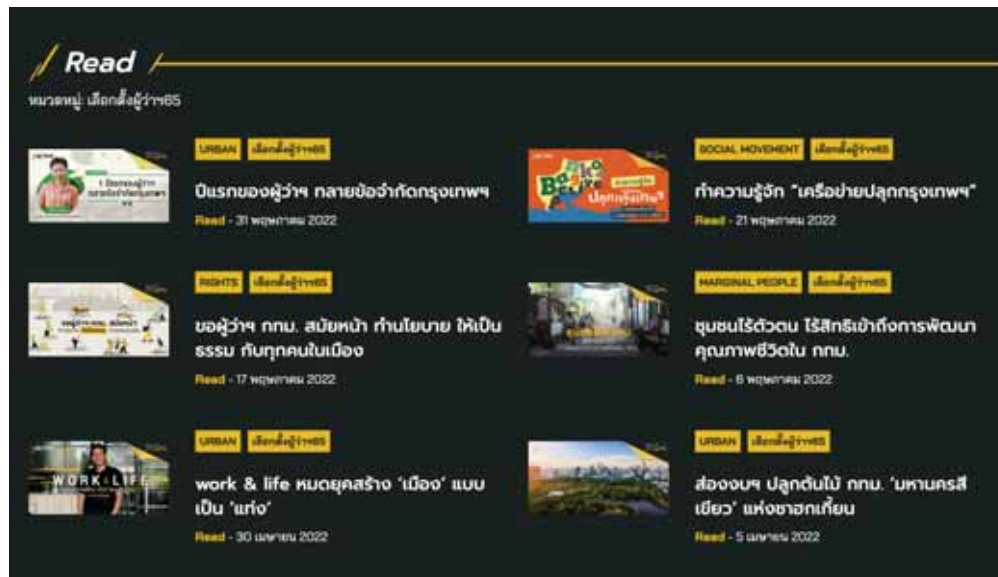 Read
หมวดหมู่: เลือกตั้งผู้ว่าฯ65
URBAN เลือกตั้งผู้ว่าฯ65
ปีแรกของผู้ว่าฯ ทลายข้อจำกัดกรุงเทพฯ
Read - 31 พฤษภาคม 2022
SOCIAL MOVEMENT เลือกตั้งผู้ว่าฯ65
ทำความรู้จัก “เครือข่ายปลุกกรุงเทพฯ”
Read - 21 พฤษภาคม 2022
RIGHTS เลือกตั้งผู้ว่าฯ65
ขอผู้ว่าฯ กทม. สมัยหน้า ทำนโยบาย ให้เป็น
ธรรม กับทุกคนในเมือง
Read - 17 พฤษภาคม 2022
MARGINAL PEOPLE เลือกตั้งผู้ว่าฯ65
ชุมชนไร้ตัวตน ไร้สิทธิเข้าถึงการพัฒนา
คุณภาพชีวิตใน กทม.
Read - 6 พฤษภาคม 2022
WORK LIFE
URBAN เลือกตั้งผู้ว่าฯ65
work & life หมดยุคสร้าง ‘เมือง’ แบบ
เป็น ‘แท่ง’
Read - 30 เมษายน 2022
URBAN เลือกตั้งผู้ว่าฯ65
ส่องงบฯ ปลูกต้นไม้ กทม. ‘มหานครสี
เขียว’ แห่งชาฮกเกี้ยน
Read - 5 เมษายน 2022